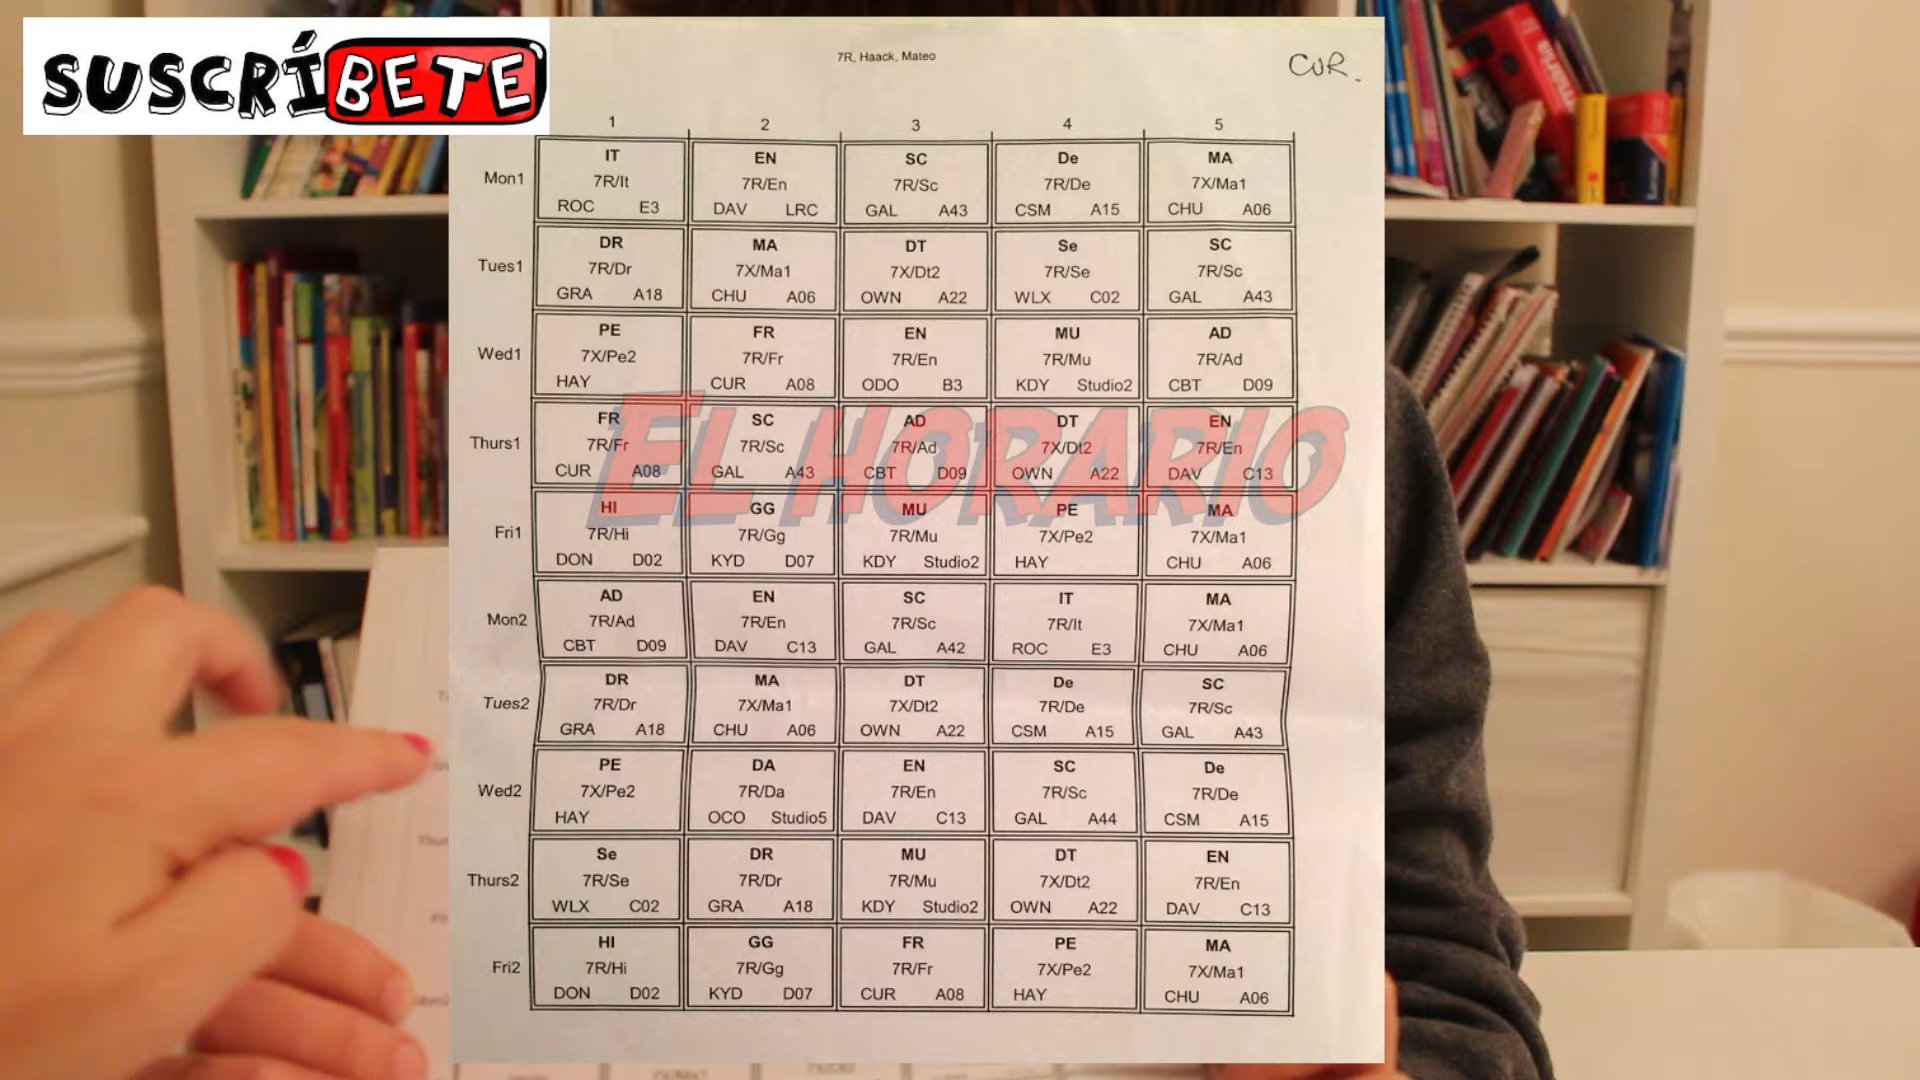 SUSCRÍBETE
7R, Haack, Mateo
CUR.
1 2 3 4 5
Mon1
IT EN SC De MA
7R/It 7R/En 7R/Sc 7R/De 7X/Ma1
ROC E3 DAV LRC GAL A43 CSM A15 CHU A06
Tues1
DR MA DT Se SC
7R/Dr 7X/Ma1 7X/Dt2 7R/Se 7R/Sc
GRA A18 CHU A06 OWN A22 WLX C02 GAL A43
Wed1
PE FR EN MU AD
7X/Pe2 7R/Fr 7R/En 7R/Mu 7R/Ad
HAY CUR A08 ODO B3 KDY Studio2 CBT D09
EL HORARIO
Thurs1
FR SC AD DT EN
7R/Fr 7R/Sc 7R/Ad 7X/Dt2 7R/En
CUR A08 GAL A43 CBT D09 OWN A22 DAV C13
Fri1
HI GG MU PE MA
7R/Hi 7R/Gg 7R/Mu 7X/Pe2 7X/Ma1
DON D02 KYD D07 KDY Studio2 HAY CHU A06
Mon2
AD EN SC IT MA
7R/Ad 7R/En 7R/Sc 7R/It 7X/Ma1
CBT D09 DAV C13 GAL A42 ROC E3 CHU A06
Tues2
DR MA DT De SC
7R/Dr 7X/Ma1 7X/Dt2 7R/De 7R/Sc
GRA A18 CHU A06 OWN A22 CSM A15 GAL A43
Wed2
PE DA EN SC De
7X/Pe2 7R/Da 7R/En 7R/Sc 7R/De
HAY OCO Studio5 DAV C13 GAL A44 CSM A15
Thurs2
Se DR MU DT EN
7R/Se 7R/Dr 7R/Mu 7X/Dt2 7R/En
WLX C02 GRA A18 KDY Studio2 OWN A22 DAV C13
Fri2
HI GG FR PE MA
7R/Hi 7R/Gg 7R/Fr 7X/Pe2 7X/Ma1
DON D02 KYD D07 CUR A08 HAY CHU A06